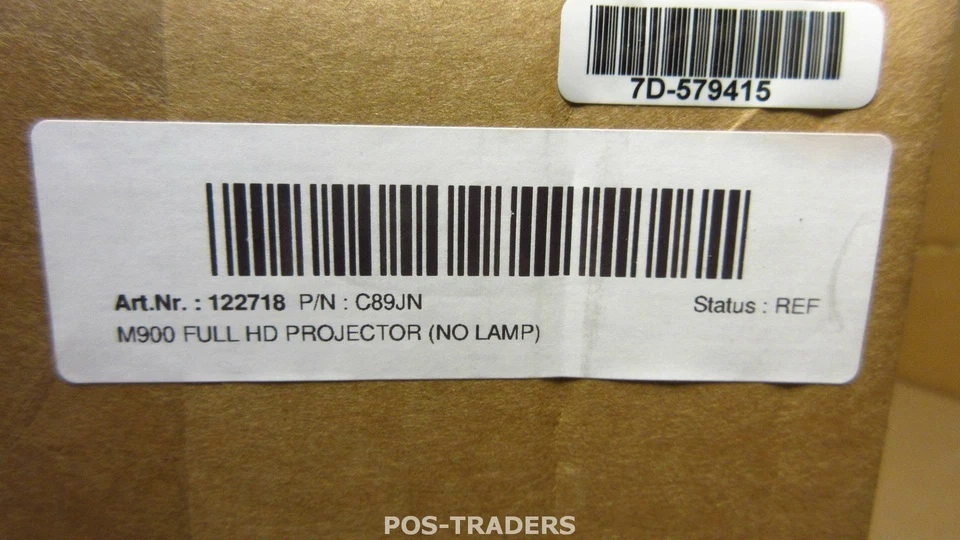 7D-579415
Art.Nr. : 122718 P/N : C89JN Status : REF
M900 FULL HD PROJECTOR (NO LAMP)
POS-TRADERS